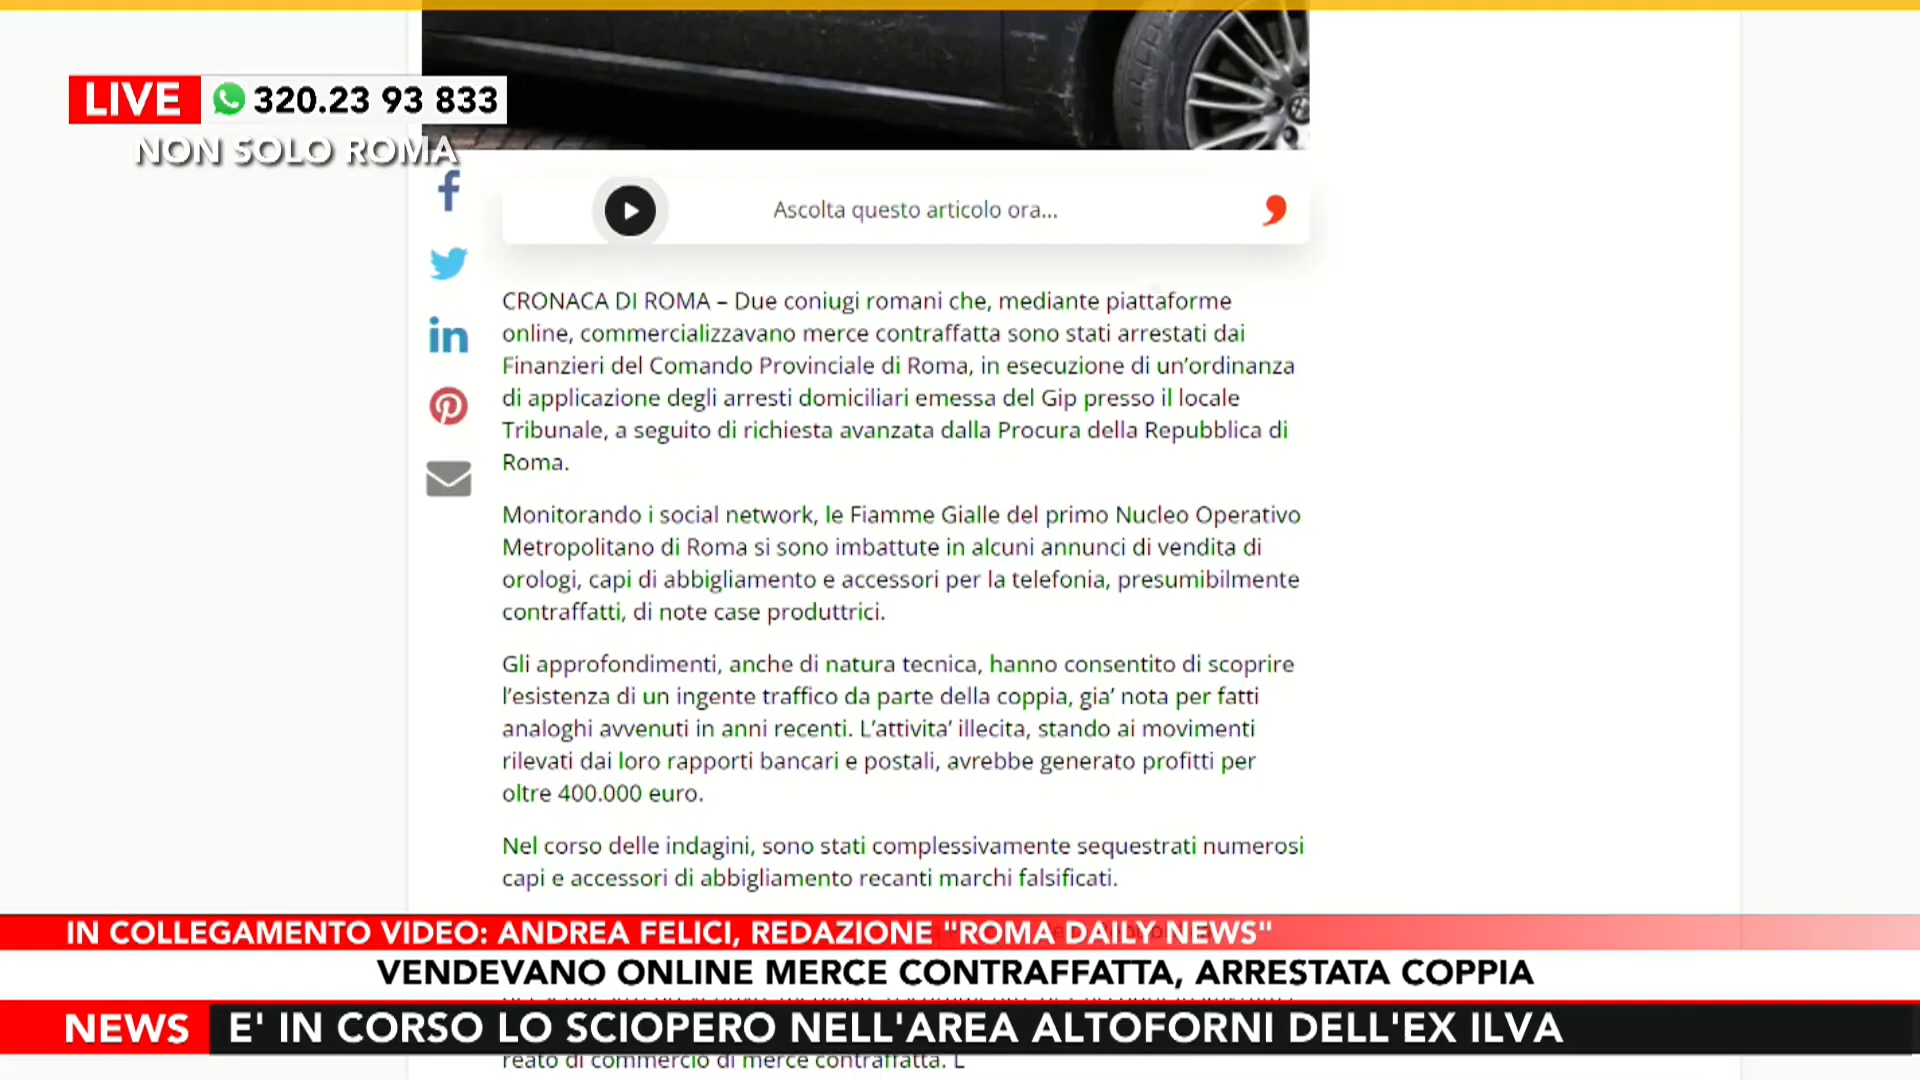 LIVE 320.23 93 833
NON SOLO ROMA
Ascolta questo articolo ora...
CRONACA DI ROMA – Due coniugi romani che, mediante piattaforme
online, commercializzavano merce contraffatta sono stati arrestati dai
Finanzieri del Comando Provinciale di Roma, in esecuzione di un’ordinanza
di applicazione degli arresti domiciliari emessa del Gip presso il locale
Tribunale, a seguito di richiesta avanzata dalla Procura della Repubblica di
Roma.
Monitorando i social network, le Fiamme Gialle del primo Nucleo Operativo
Metropolitano di Roma si sono imbattute in alcuni annunci di vendita di
orologi, capi di abbigliamento e accessori per la telefonia, presumibilmente
contraffatti, di note case produttrici.
Gli approfondimenti, anche di natura tecnica, hanno consentito di scoprire
l’esistenza di un ingente traffico da parte della coppia, gia’ nota per fatti
analoghi avvenuti in anni recenti. L’attivita’ illecita, stando ai movimenti
rilevati dai loro rapporti bancari e postali, avrebbe generato profitti per
oltre 400.000 euro.
Nel corso delle indagini, sono stati complessivamente sequestrati numerosi
capi e accessori di abbigliamento recanti marchi falsificati.
IN COLLEGAMENTO VIDEO: ANDREA FELICI, REDAZIONE "ROMA DAILY NEWS"
VENDEVANO ONLINE MERCE CONTRAFFATTA, ARRESTATA COPPIA
NEWS E' IN CORSO LO SCIOPERO NELL'AREA ALTOFORNI DELL'EX ILVA
reato di commercio di merce contraffatta. L